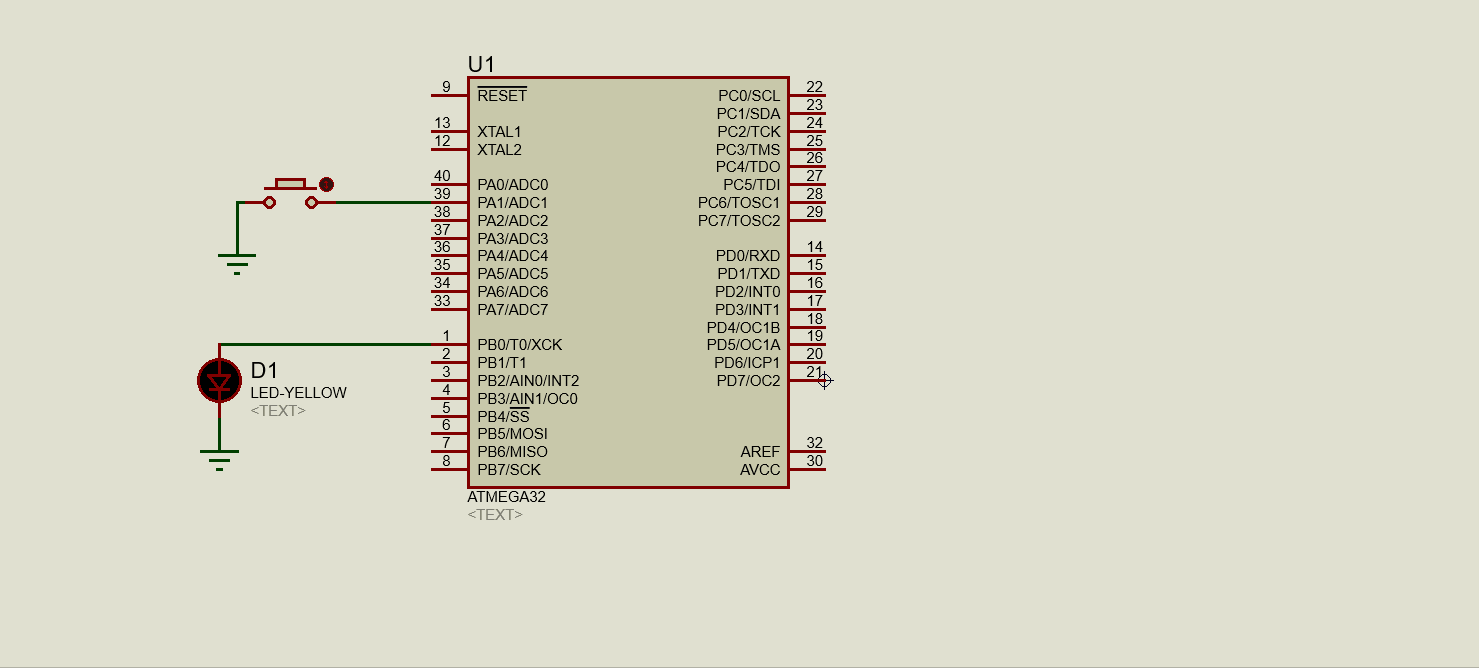 U1
9 RESET PC0/SCL 22
PC1/SDA 23
13 XTAL1 PC2/TCK 24
12 XTAL2 PC3/TMS 25
PC4/TDO 26
40 PA0/ADC0 PC5/TDI 27
39 PA1/ADC1 PC6/TOSC1 28
38 PA2/ADC2 PC7/TOSC2 29
37 PA3/ADC3
36 PA4/ADC4 PD0/RXD 14
35 PA5/ADC5 PD1/TXD 15
34 PA6/ADC6 PD2/INT0 16
33 PA7/ADC7 PD3/INT1 17
PD4/OC1B 18
1 PB0/T0/XCK PD5/OC1A 19
2 PB1/T1 PD6/ICP1 20
3 PB2/AIN0/INT2 PD7/OC2 21
4 PB3/AIN1/OC0
5 PB4/SS
6 PB5/MOSI
7 PB6/MISO AREF 32
8 PB7/SCK AVCC 30
ATMEGA32
<TEXT>
D1
LED-YELLOW
<TEXT>